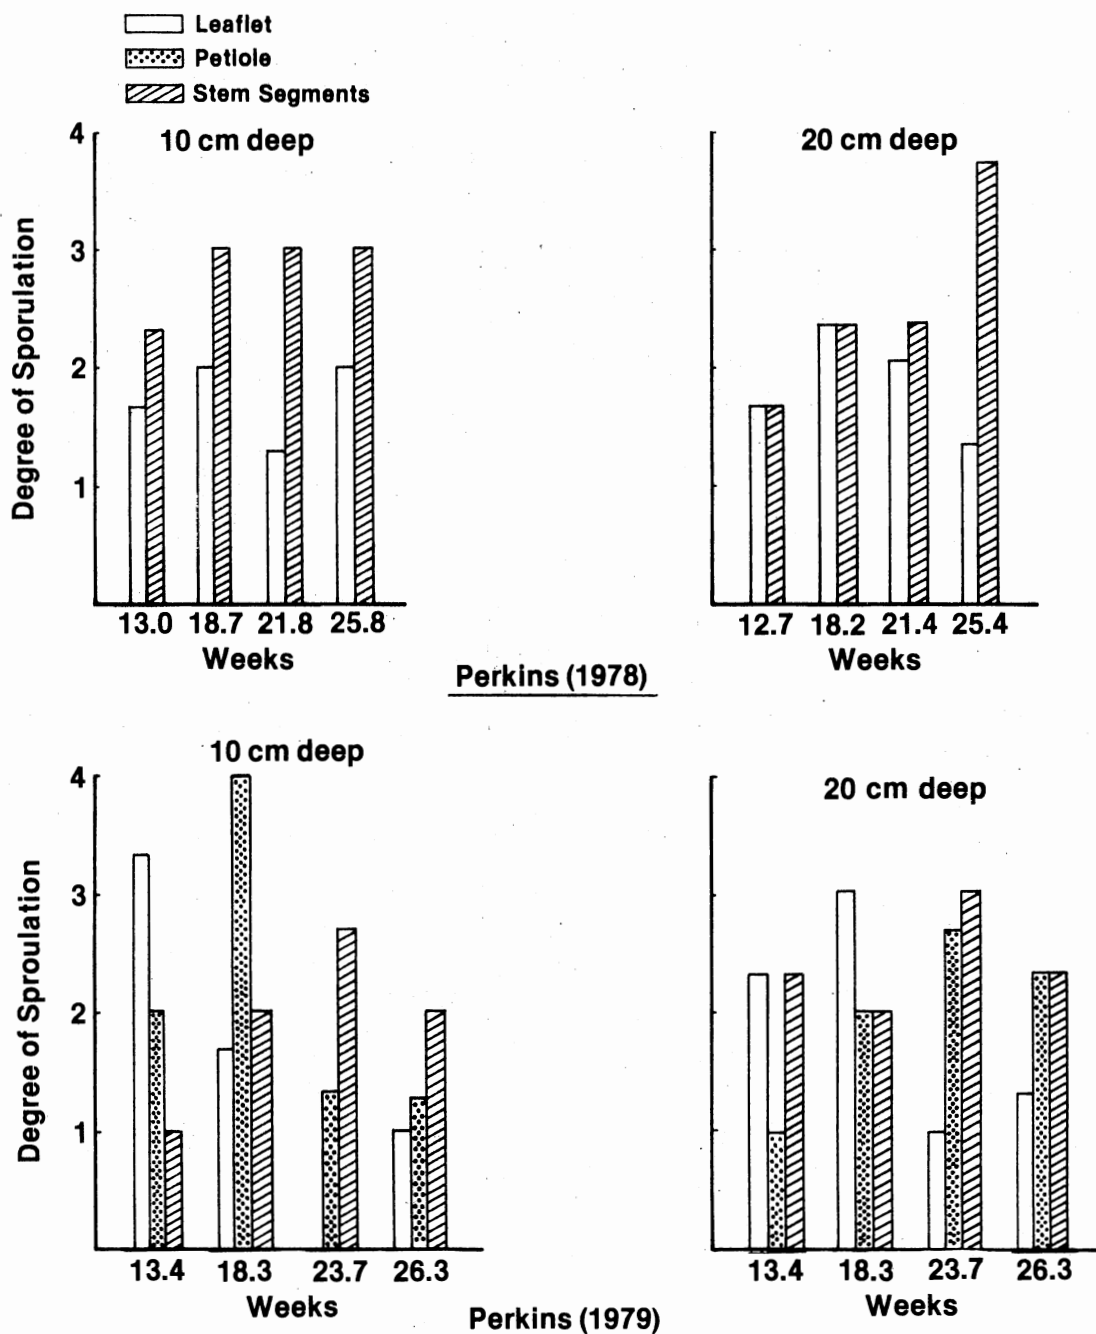 Leaflet
Petiole
Stem Segments
10 cm deep
20 cm deep
Degree of Sporulation
4
3
2
1
13.0 18.7 21.8 25.8
Weeks
12.7 18.2 21.4 25.4
Weeks
Perkins (1978)
10 cm deep
20 cm deep
Degree of Sproulation
4
3
2
1
13.4 18.3 23.7 26.3
Weeks
13.4 18.3 23.7 26.3
Weeks
Perkins (1979)